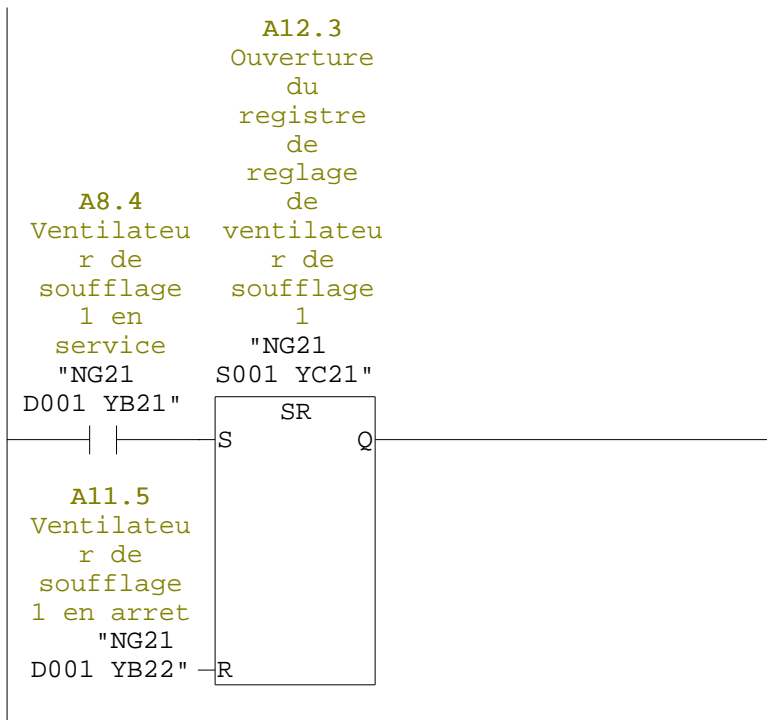 A12.3
Ouverture
du
registre
de
reglage
de
ventilateu
r de
soufflage
1
"NG21
S001 YC21"
A8.4
Ventilateu
r de
soufflage
1 en
service
"NG21
D001 YB21"
SR
S
Q
A11.5
Ventilateu
r de
soufflage
1 en arret
"NG21
D001 YB22"
R